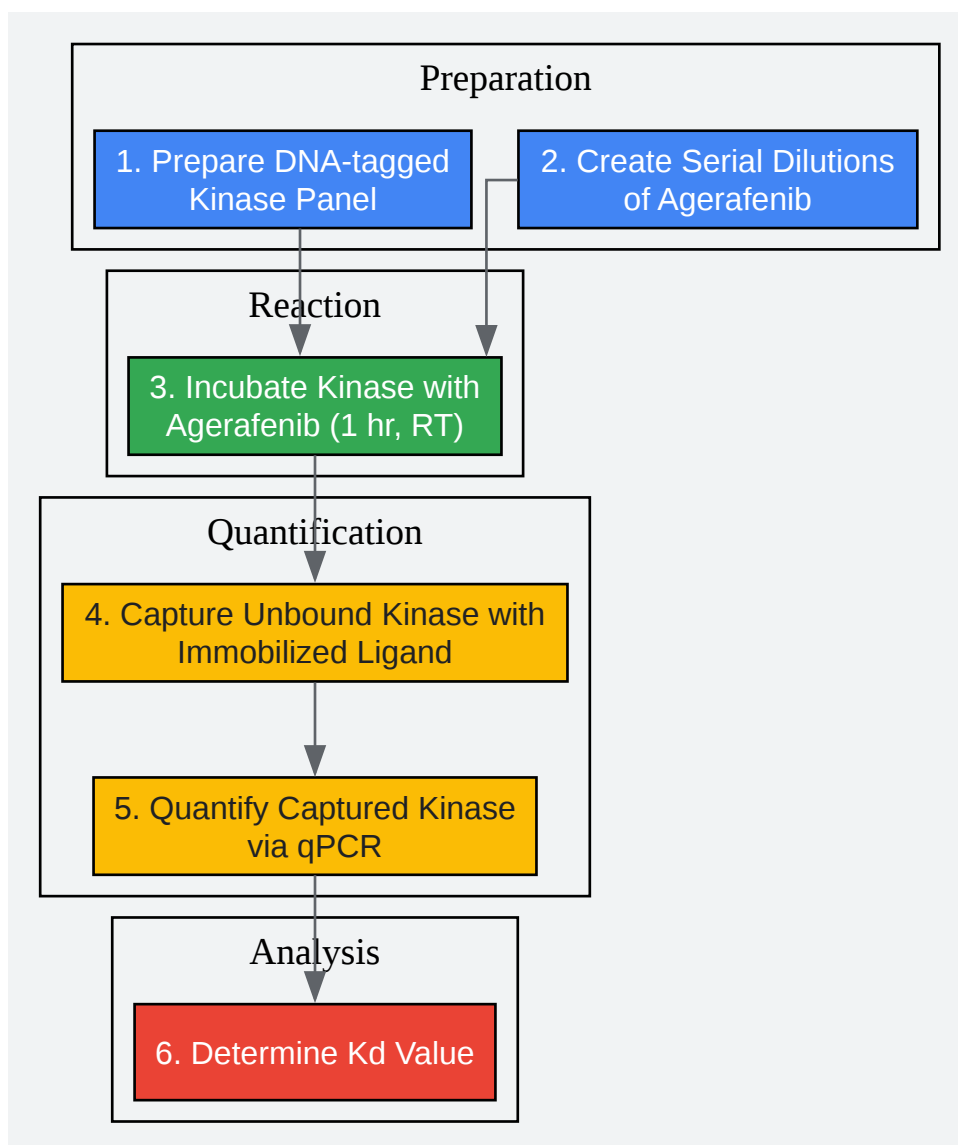 Preparation
1. Prepare DNA-tagged
Kinase Panel
2. Create Serial Dilutions
of Agerafenib
Reaction
3. Incubate Kinase with
Agerafenib (1 hr, RT)
Quantification
4. Capture Unbound Kinase with
Immobilized Ligand
5. Quantify Captured Kinase
via qPCR
Analysis
6. Determine Kd Value